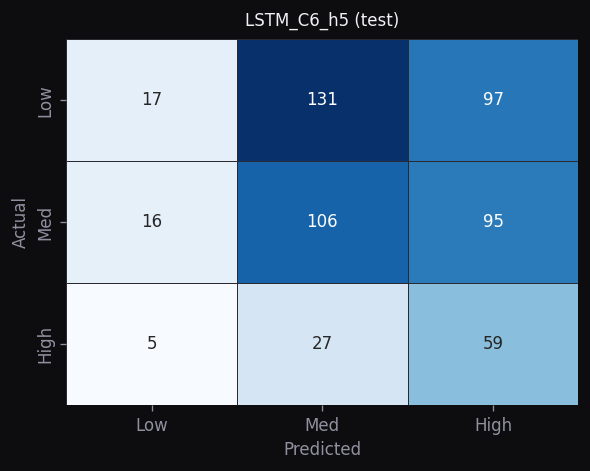 LSTM_C6_h5 (test)
Low 17 131 97
Actual
Med 16 106 95
High 5 27 59
Low Med High
Predicted